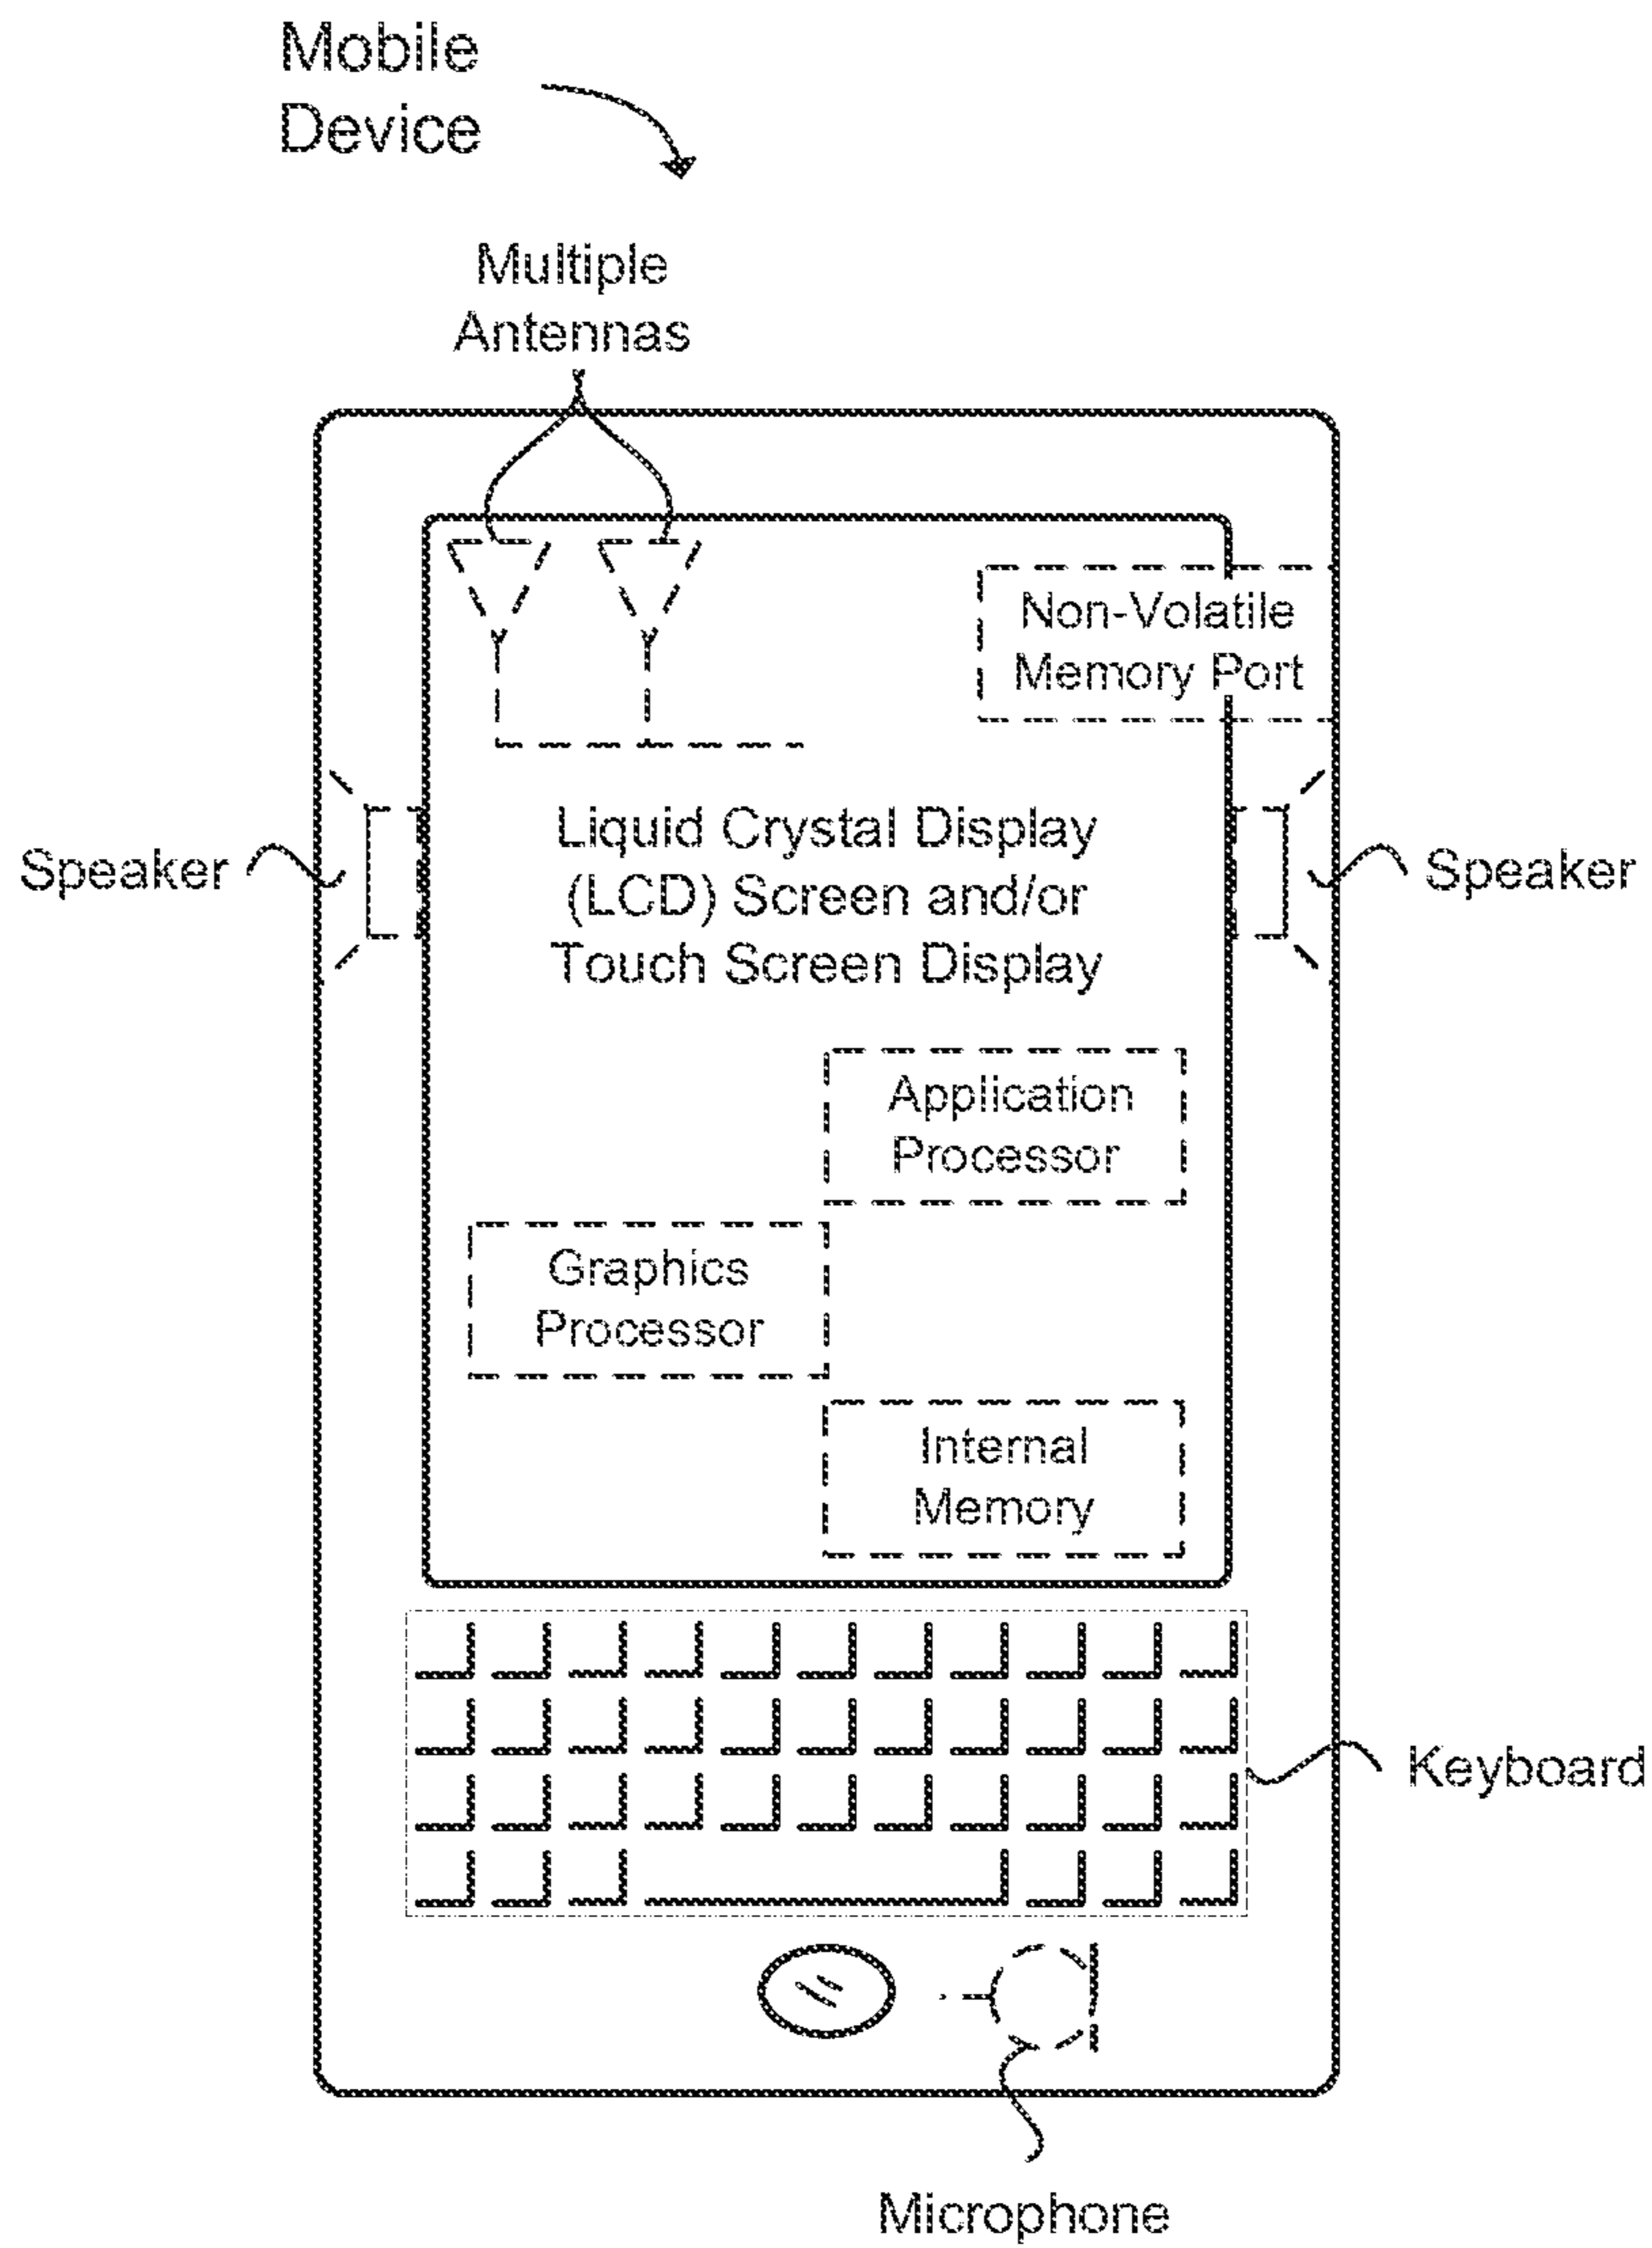 Mobile
Device
Multiple
Antennas
Non-Volatile
Memory Port
Speaker
Liquid Crystal Display
(LCD) Screen and/or
Touch Screen Display
Speaker
Application
Processor
Graphics
Processor
Internal
Memory
Keyboard
Microphone